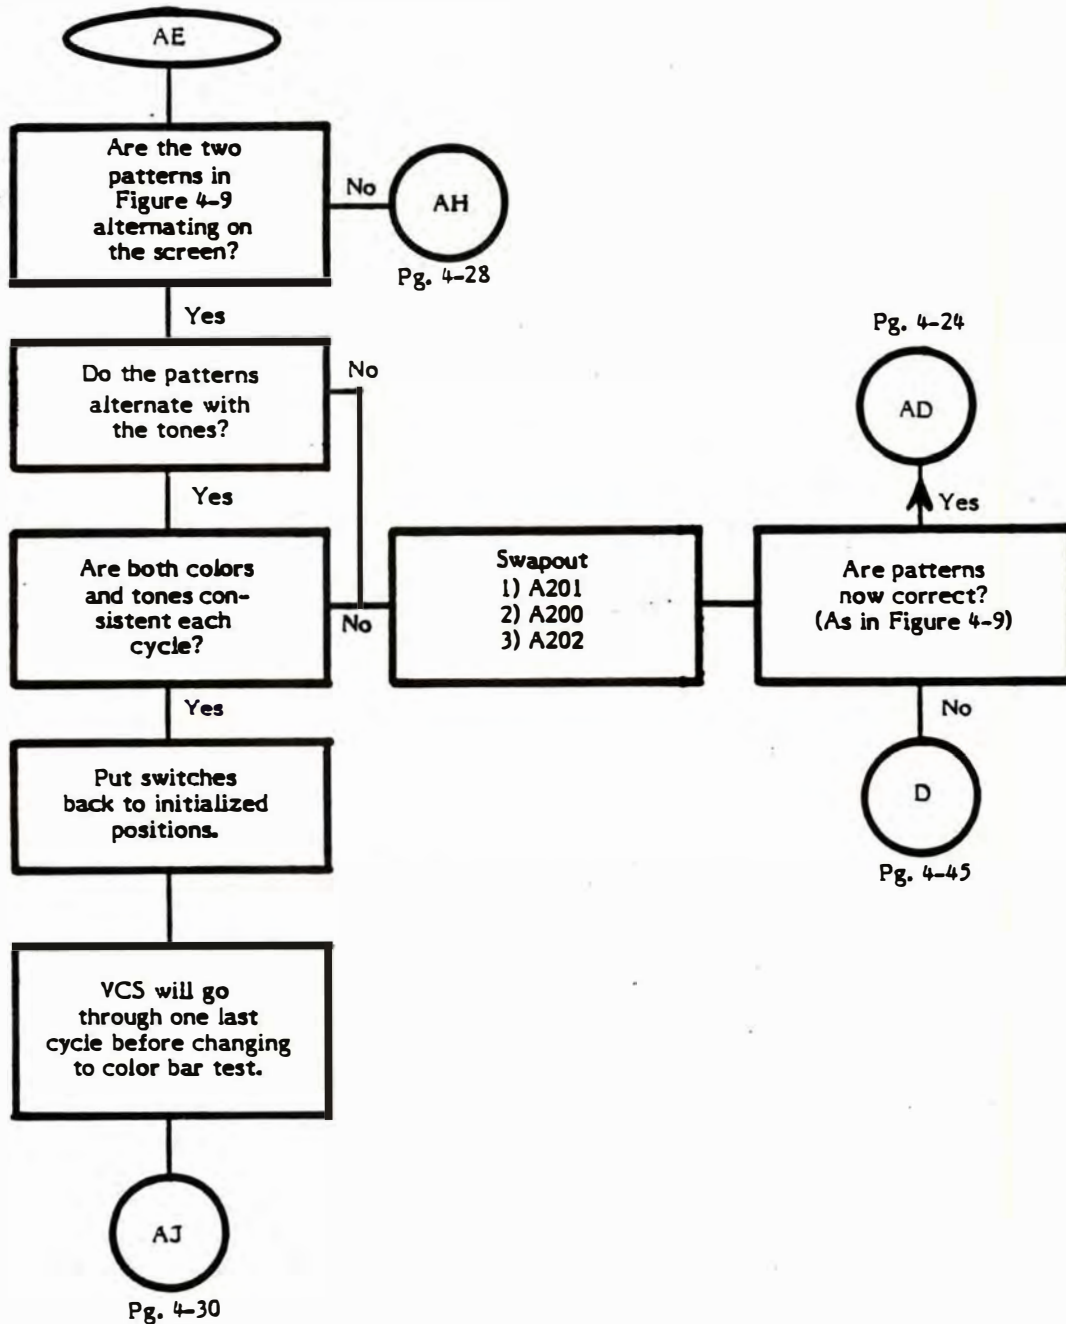 AE
Are the two
patterns in
Figure 4-9
alternating on
the screen?
No
AH
Pg. 4-28
Yes
Do the patterns
alternate with
the tones?
No
Yes
Are both colors
and tones con-
sistent each
cycle?
No
Swapout
1) A201
2) A200
3) A202
Are patterns
now correct?
(As in Figure 4-9)
Yes
AD
Pg. 4-24
No
D
Pg. 4-45
Yes
Put switches
back to initialized
positions.
VCS will go
through one last
cycle before changing
to color bar test.
AJ
Pg. 4-30